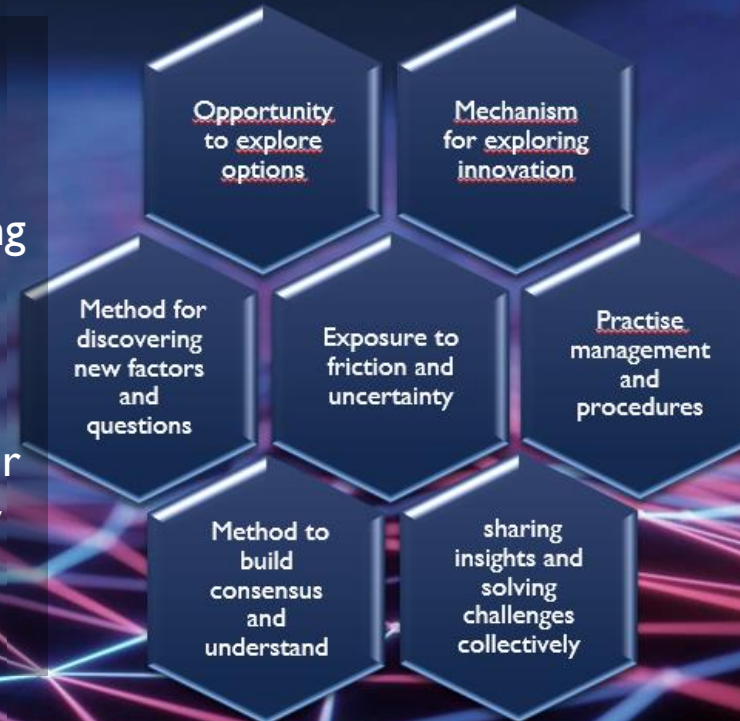 Opportunity
to explore
options
Mechanism
for exploring
innovation
Method for
discovering
new factors
and
questions
Exposure to
friction and
uncertainty
Practise
management
and
procedures
Method to
build
consensus
and
understand
sharing
insights and
solving
challenges
collectively